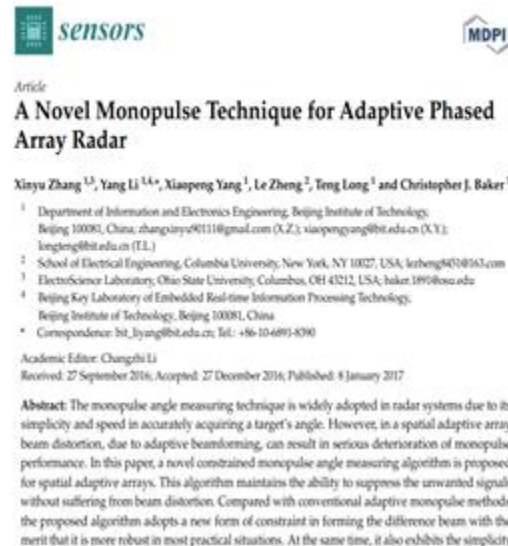 sensors
MDPI
Article
A Novel Monopulse Technique for Adaptive Phased
Array Radar
Xinyu Zhang 1,3, Yang Li 1,4,*, Xiaopeng Yang 1, Le Zheng 2, Teng Long 1 and Christopher J. Baker
1 Department of Information and Electronics Engineering, Beijing Institute of Technology,
Beijing 100081, China; zhangxinyu90111@gmail.com (X.Z.); xiaopengyang@bit.edu.cn (X.Y.);
longteng@bit.edu.cn (T.L.)
2 School of Electrical Engineering, Columbia University, New York, NY 10027, USA;
3 ElectroScience Laboratory, Ohio State University, Columbus, OH 43212, USA; baker.1891@osu.edu
4 Beijing Key Laboratory of Embedded Real-time Information Processing Technology,
Beijing Institute of Technology, Beijing 100081, China
* Correspondence: bit_liyang@bit.edu.cn; Tel.: +86-10-6891-8390
Academic Editor: Changzhi Li
Received: 27 September 2016; Accepted: 27 December 2016; Published: 8 January 2017
Abstract: The monopulse angle measuring technique is widely adopted in radar systems due to its
simplicity and speed in accurately acquiring a target's angle. However, in a spatial adaptive array,
beam distortion, due to adaptive beamforming, can result in serious deterioration of monopulse
performance. In this paper, a novel constrained monopulse angle measuring algorithm is proposed
for spatial adaptive arrays. This algorithm maintains the ability to suppress the unwanted signals
without suffering from beam distortion. Compared with conventional adaptive monopulse methods,
the proposed algorithm adopts a new form of constraint in forming the difference beam with the
merit that it is more robust in most practical situations. At the same time, it also exhibits the simplicity